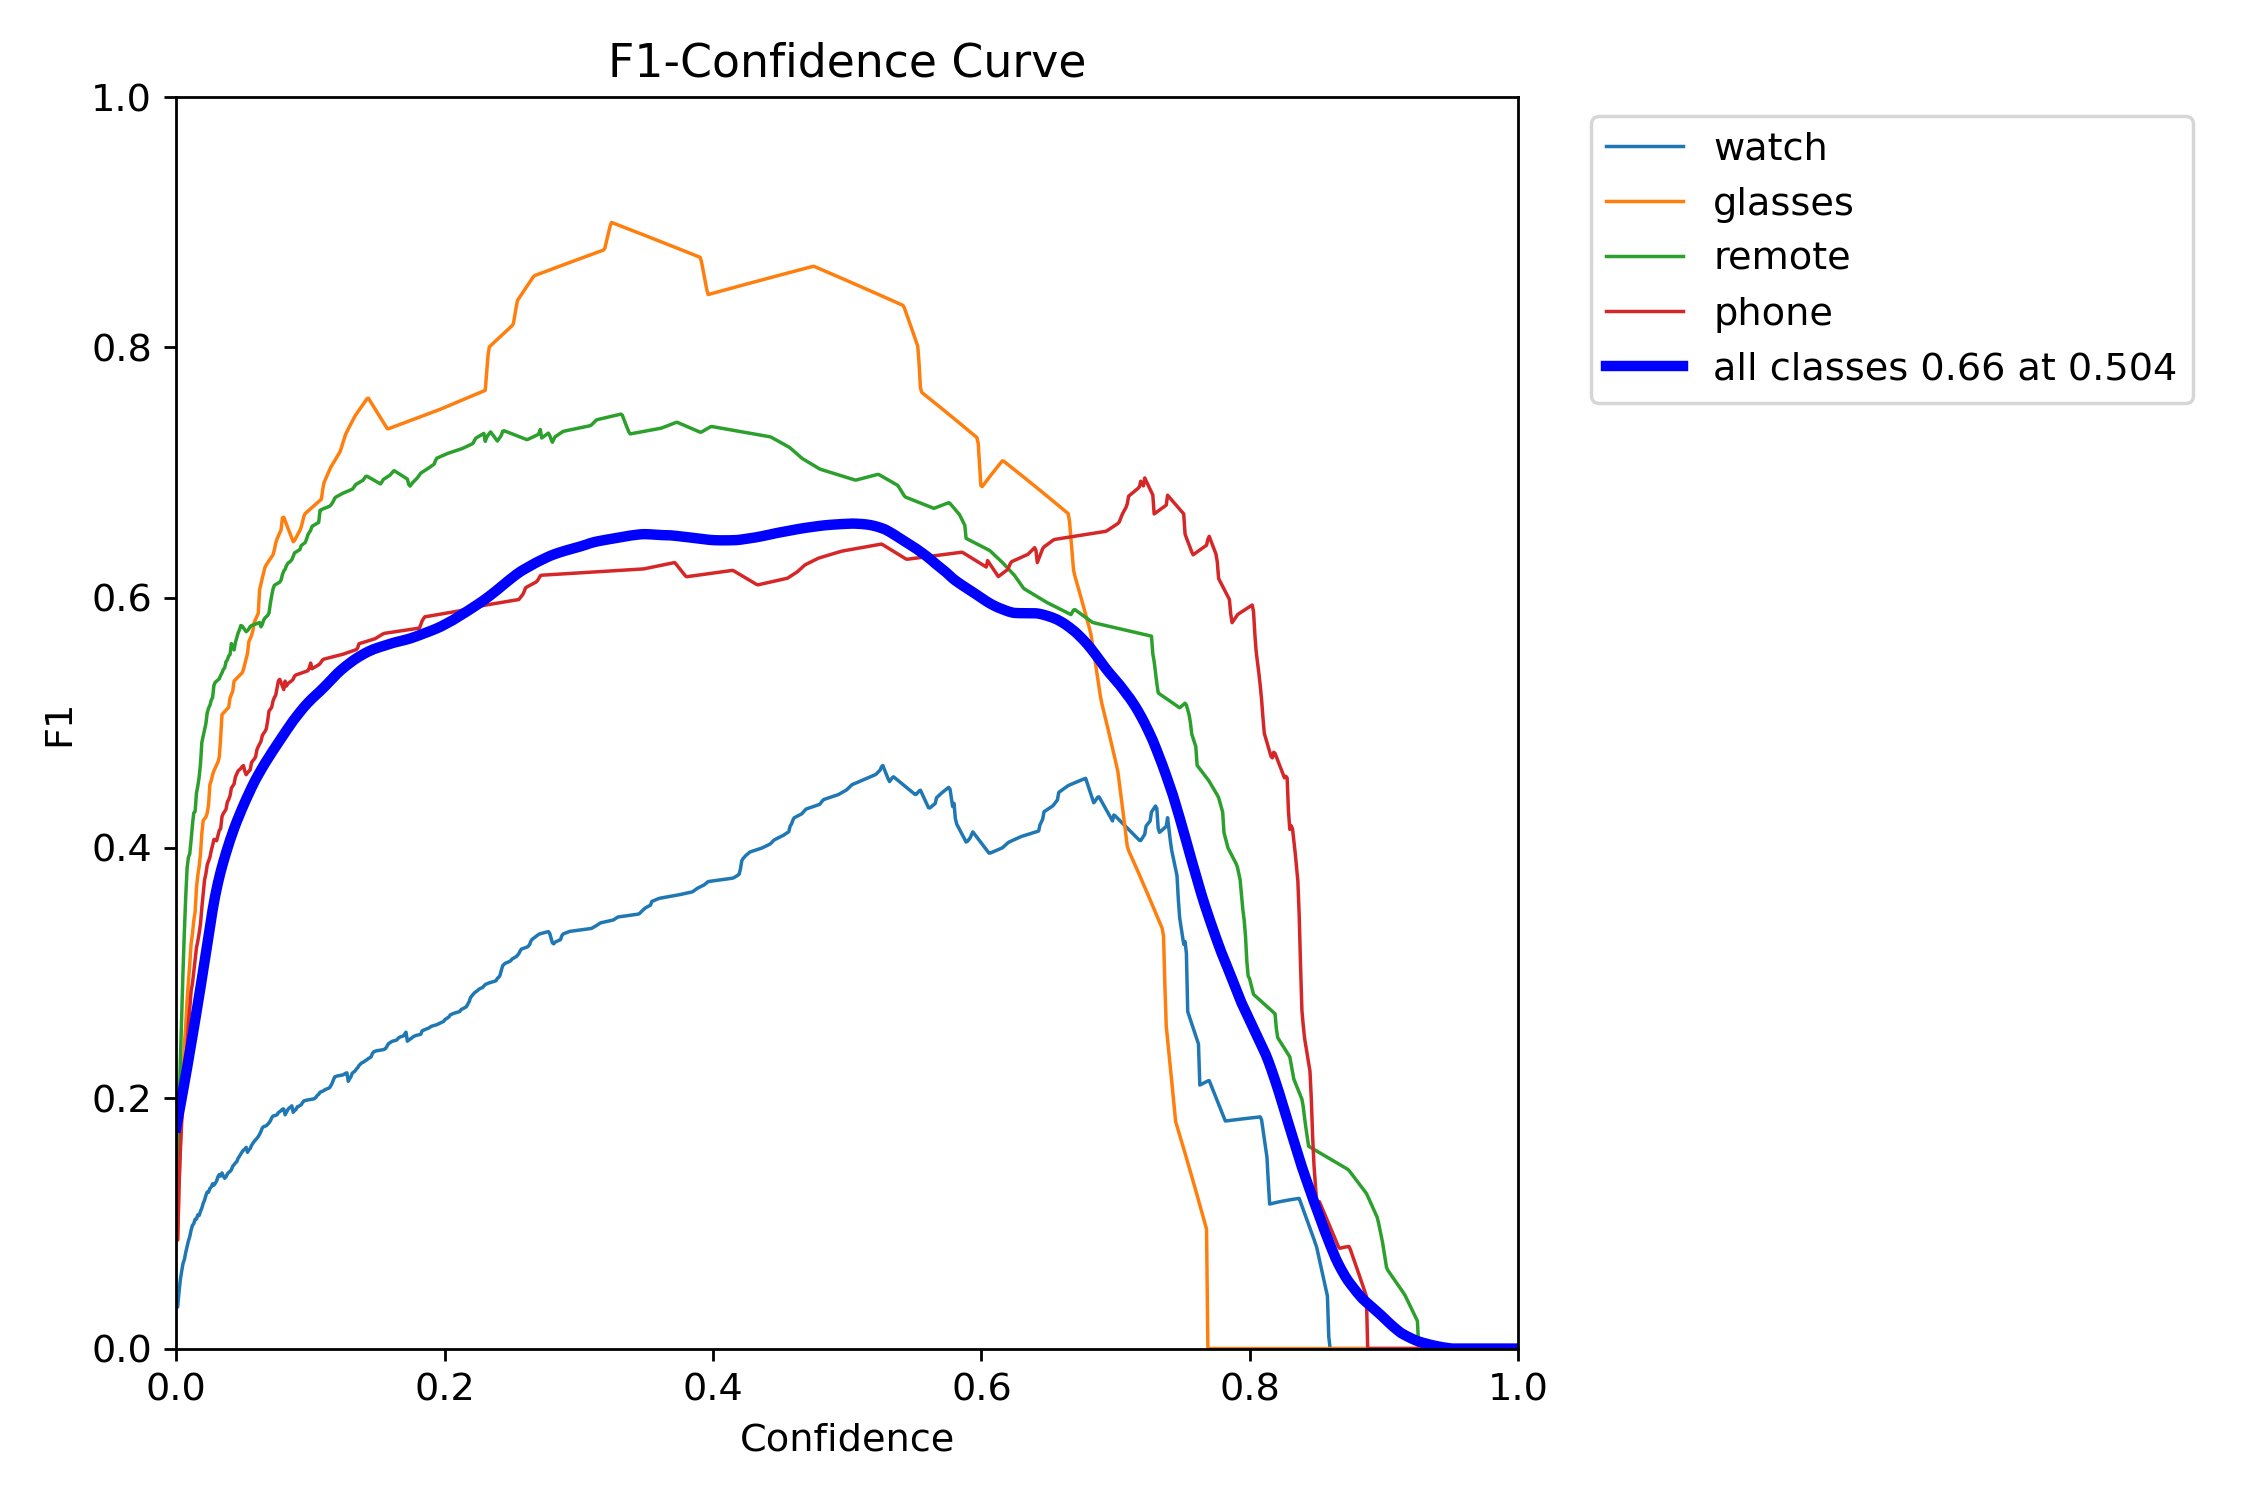 F1-Confidence Curve
1.0
0.8
0.6
0.4
0.2
0.0
F1
0.0 0.2 0.4 0.6 0.8 1.0
Confidence
watch
glasses
remote
phone
all classes 0.66 at 0.504